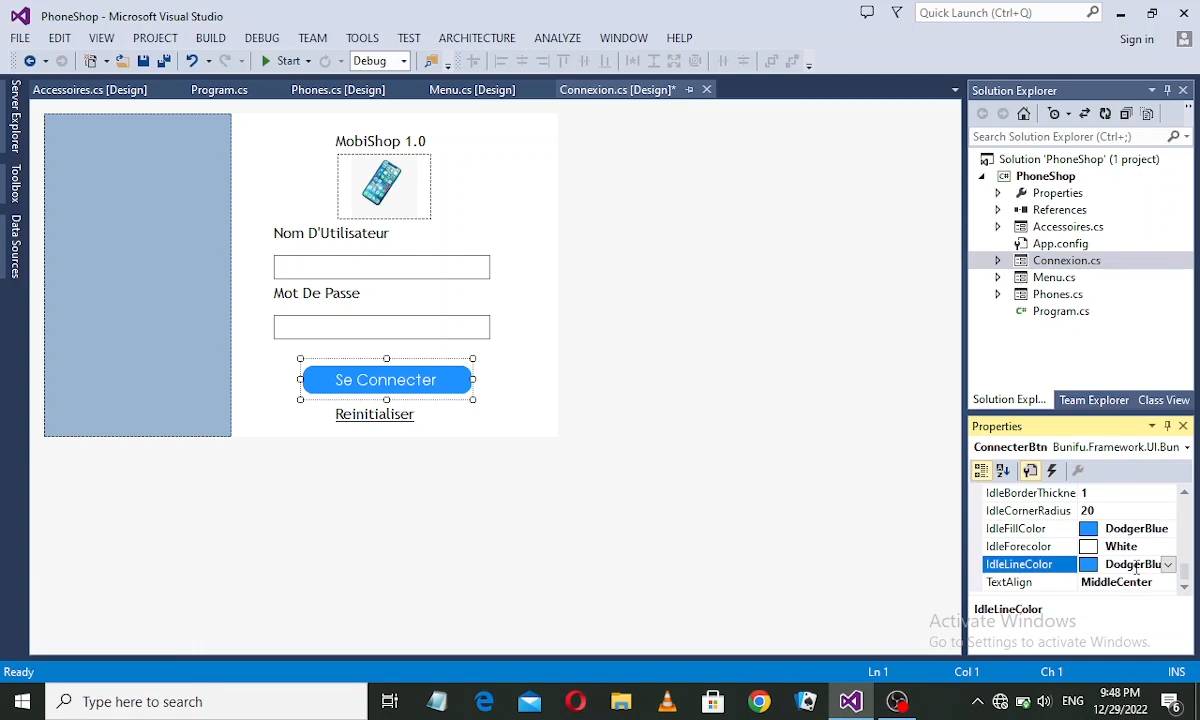 PhoneShop - Microsoft Visual Studio
Quick Launch (Ctrl+Q)
FILE EDIT VIEW PROJECT BUILD DEBUG TEAM TOOLS TEST ARCHITECTURE ANALYZE WINDOW HELP
Sign in
Start Debug
Accessoires.cs [Design] Program.cs Phones.cs [Design] Menu.cs [Design] Connexion.cs [Design]*
Server Explorer
Toolbox
Data Sources
MobiShop 1.0
Nom D'Utilisateur
Mot De Passe
Se Connecter
Reinitialiser
Solution Explorer
Search Solution Explorer (Ctrl+;)
Solution 'PhoneShop' (1 project)
C# PhoneShop
Properties
References
Accessoires.cs
App.config
Connexion.cs
Menu.cs
Phones.cs
C# Program.cs
Solution Expl... Team Explorer Class View
Properties
ConnecterBtn Bunifu.Framework.UI.Bun
IdleBorderThickne 1
IdleCornerRadius 20
IdleFillColor DodgerBlue
IdleForecolor White
IdleLineColor DodgerBlu
TextAlign MiddleCenter
IdleLineColor
Activate Windows
Go to Settings to activate Windows.
Ready Ln 1 Col 1 Ch 1 INS
Type here to search
ENG
9:48 PM
12/29/2022
6